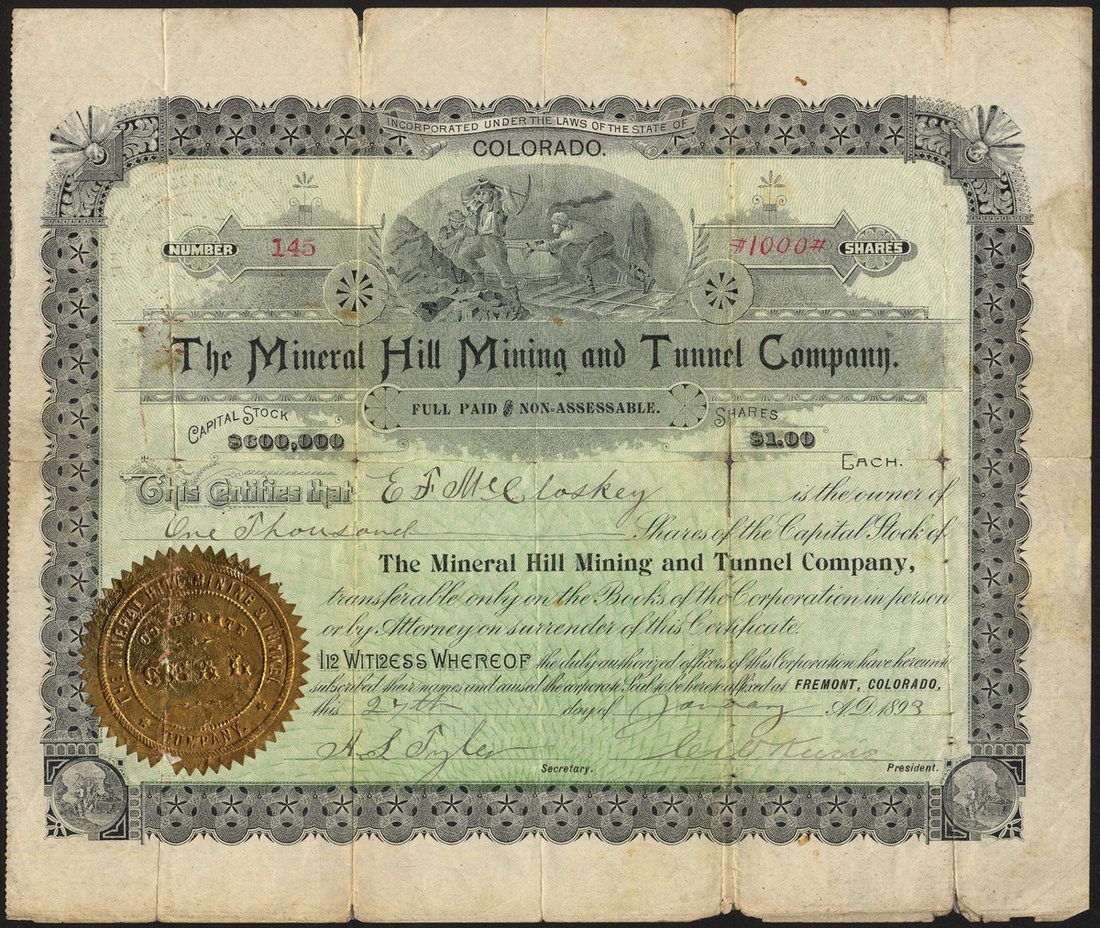 INCORPORATED UNDER THE LAWS OF THE STATE OF
COLORADO.
NUMBER 145 #1000# SHARES
The Mineral Hill Mining and Tunnel Company.
FULL PAID AND NON-ASSESSABLE.
CAPITAL STOCK SHARES
$600,000 $1.00
EACH.
This Certifies that E F McCloskey is the owner of
One Thousand Shares of the Capital Stock of
The Mineral Hill Mining and Tunnel Company,
transferable only on the Books of the Corporation in person
or by Attorney on surrender of this Certificate.
IN WITNESS WHEREOF the duly authorized officers of this Corporation have hereunto
subscribed their names and caused the corporate Seal to be hereto affixed at FREMONT, COLORADO,
this 27th day of January A.D. 1893
A S Tyler
Secretary. President.
THE MINERAL HILL MINING & TUNNEL
CORPORATE
SEAL
COMPANY.